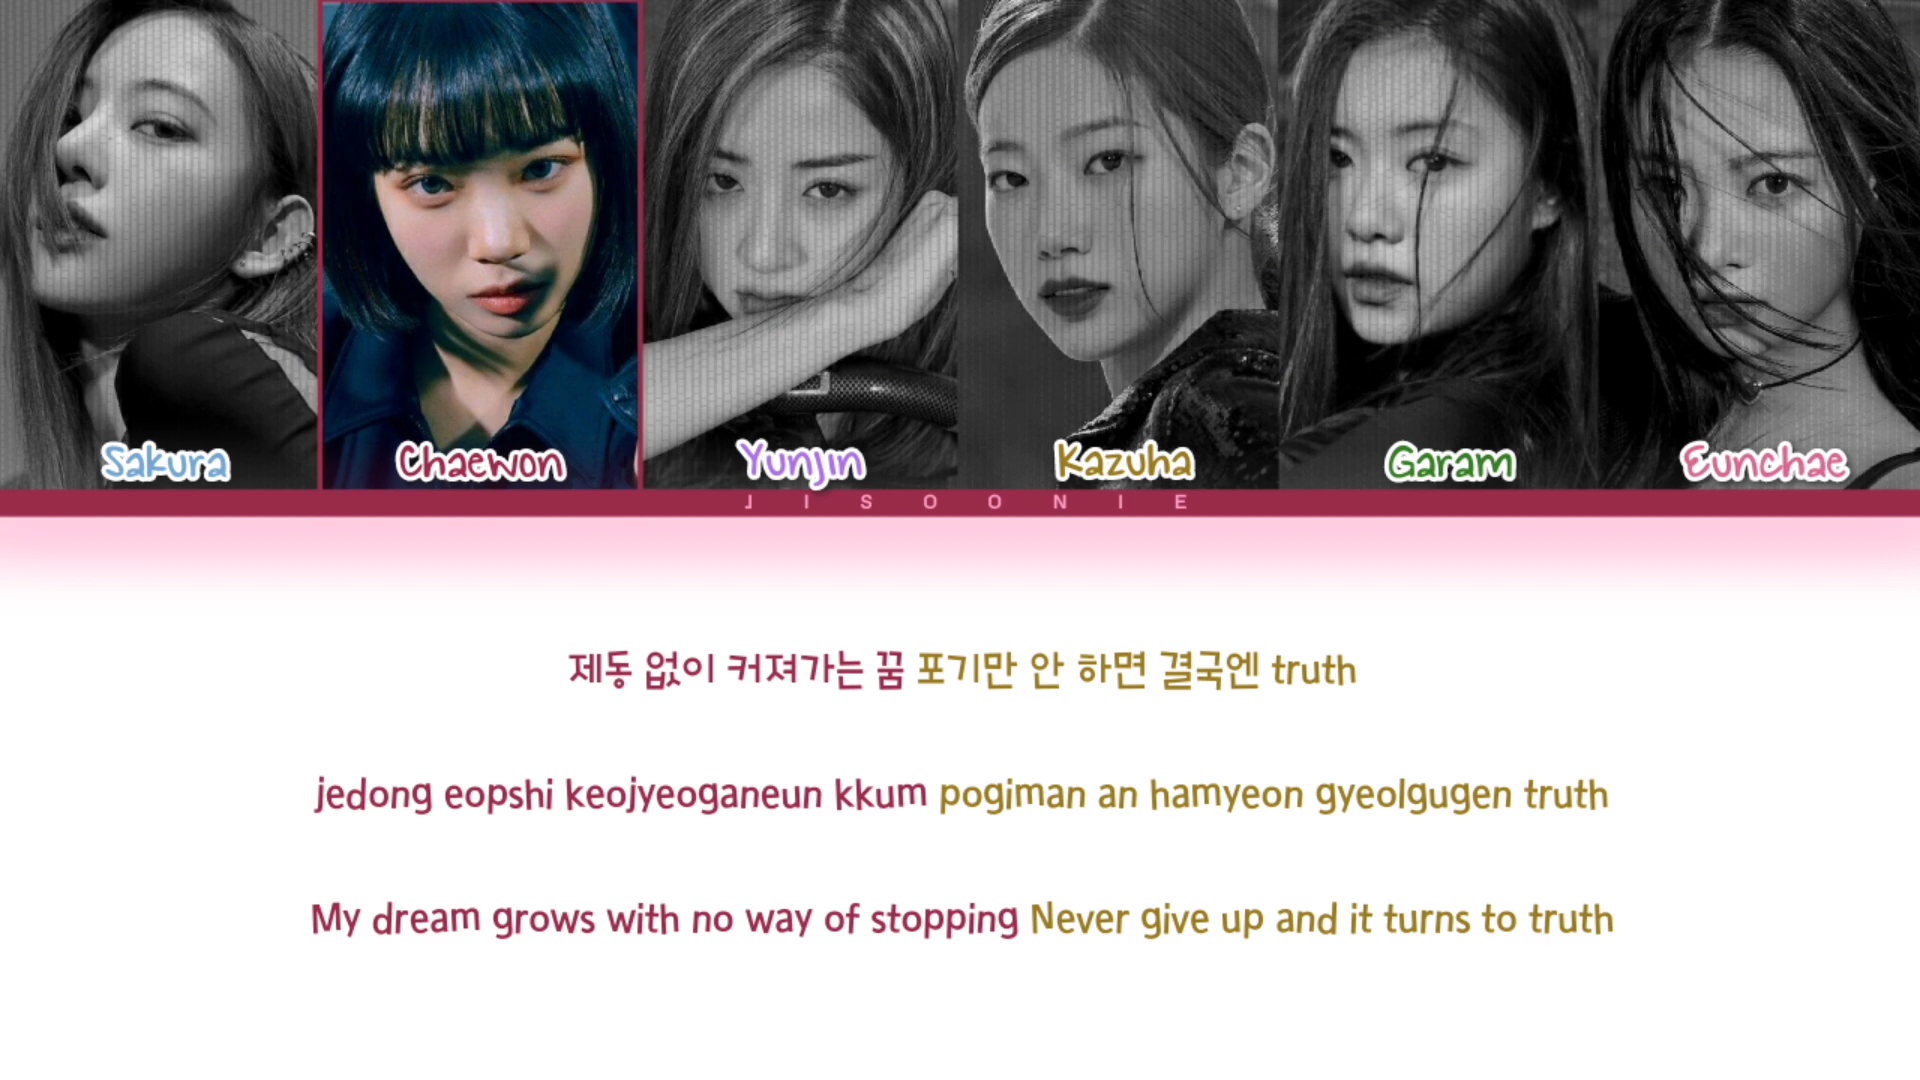 Sakura Chaewon Yunjin Kazuha Garam Eunchae
JISOONIE
제동 없이 커져가는 꿈 포기만 안 하면 결국엔 truth
jedong eopshi keojyeoganeun kkum pogiman an hamyeon gyeolgugen truth
My dream grows with no way of stopping Never give up and it turns to truth